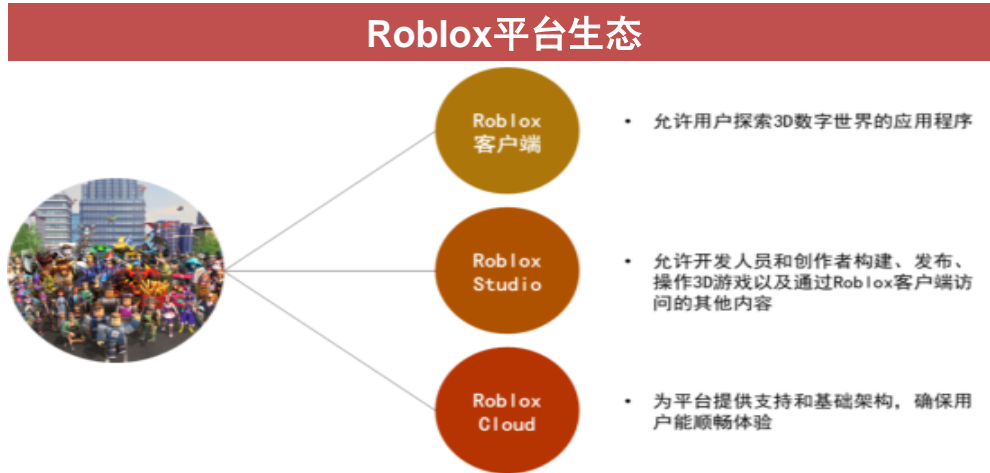 Roblox平台生态
Roblox
客户端
• 允许用户探索3D数字世界的应用程序
Roblox
Studio
• 允许开发人员和创作者构建、发布、
操作3D游戏以及通过Roblox客户端访
问的其他内容
Roblox
Cloud
• 为平台提供支持和基础架构，确保用
户能顺畅体验